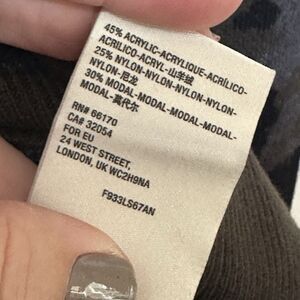 45% ACRYLIC-ACRYLIQUE-ACRÍLICO-
ACRILICO-ACRYL-山羊绒
25% NYLON-NYLON-NYLON-NYLON-
NYLON-尼龙
30% MODAL-MODAL-MODAL-MODAL-
MODAL-莫代尔
RN# 66170
CA# 32054
FOR EU
24 WEST STREET,
LONDON, UK WC2H9NA
F933LS67AN